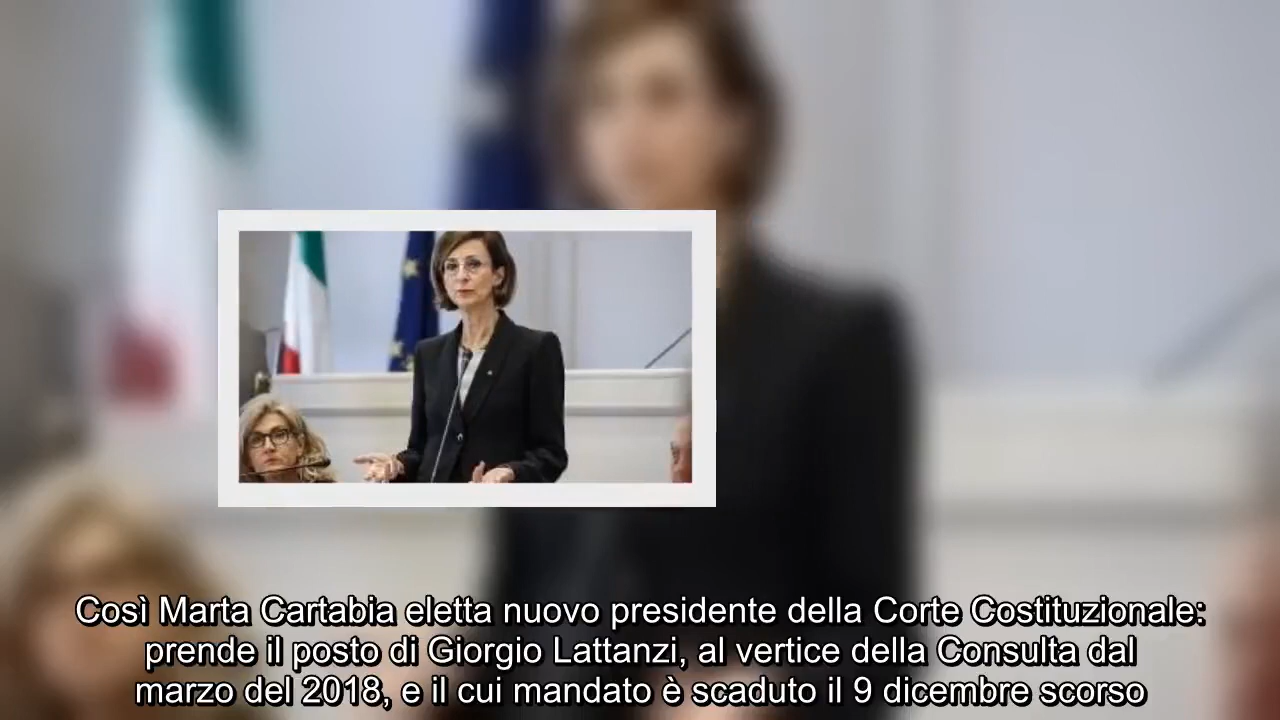 Così Marta Cartabia eletta nuovo presidente della Corte Costituzionale:
prende il posto di Giorgio Lattanzi, al vertice della Consulta dal
marzo del 2018, e il cui mandato è scaduto il 9 dicembre scorso